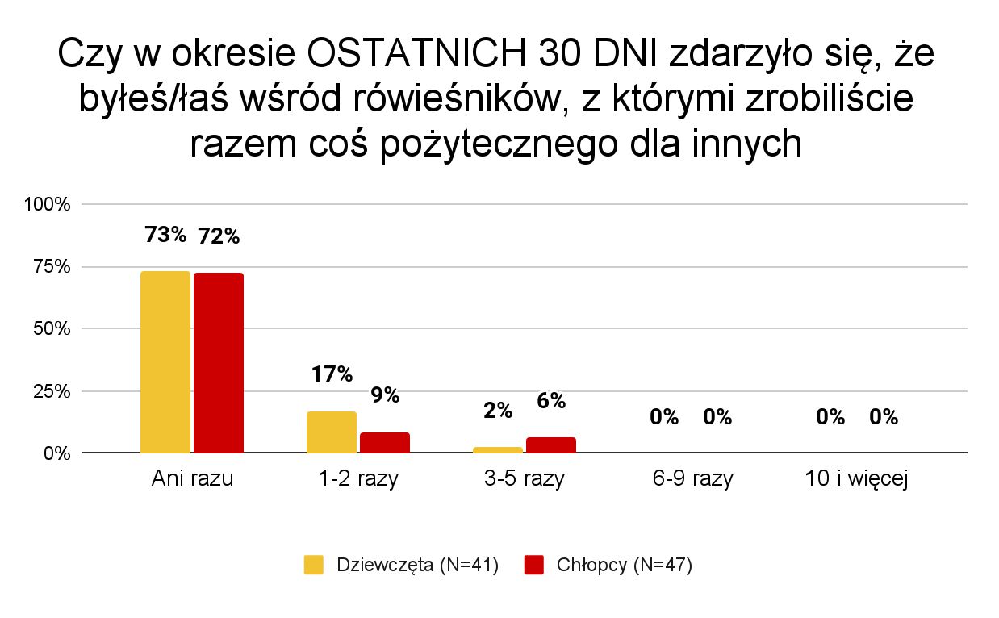 Czy w okresie OSTATNICH 30 DNI zdarzyło się, że
byłeś/łaś wśród rówieśników, z którymi zrobiliście
razem coś pożytecznego dla innych
100%
75%
50%
25%
0%
73% 72%
17% 9%
2% 6%
0% 0%
0% 0%
Ani razu 1-2 razy 3-5 razy 6-9 razy 10 i więcej
Dziewczęta (N=41) Chłopcy (N=47)